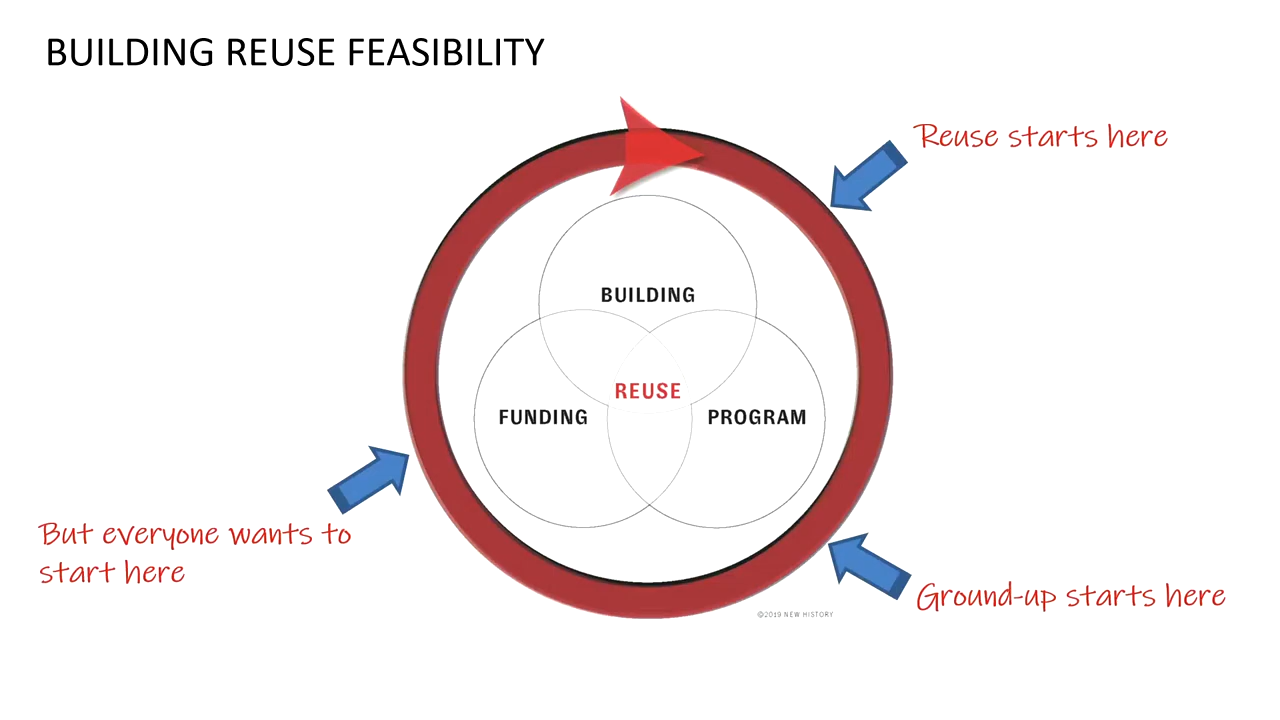 BUILDING REUSE FEASIBILITY
Reuse starts here
BUILDING
REUSE
FUNDING
PROGRAM
But everyone wants to
start here
Ground-up starts here
©2019 NEW HISTORY